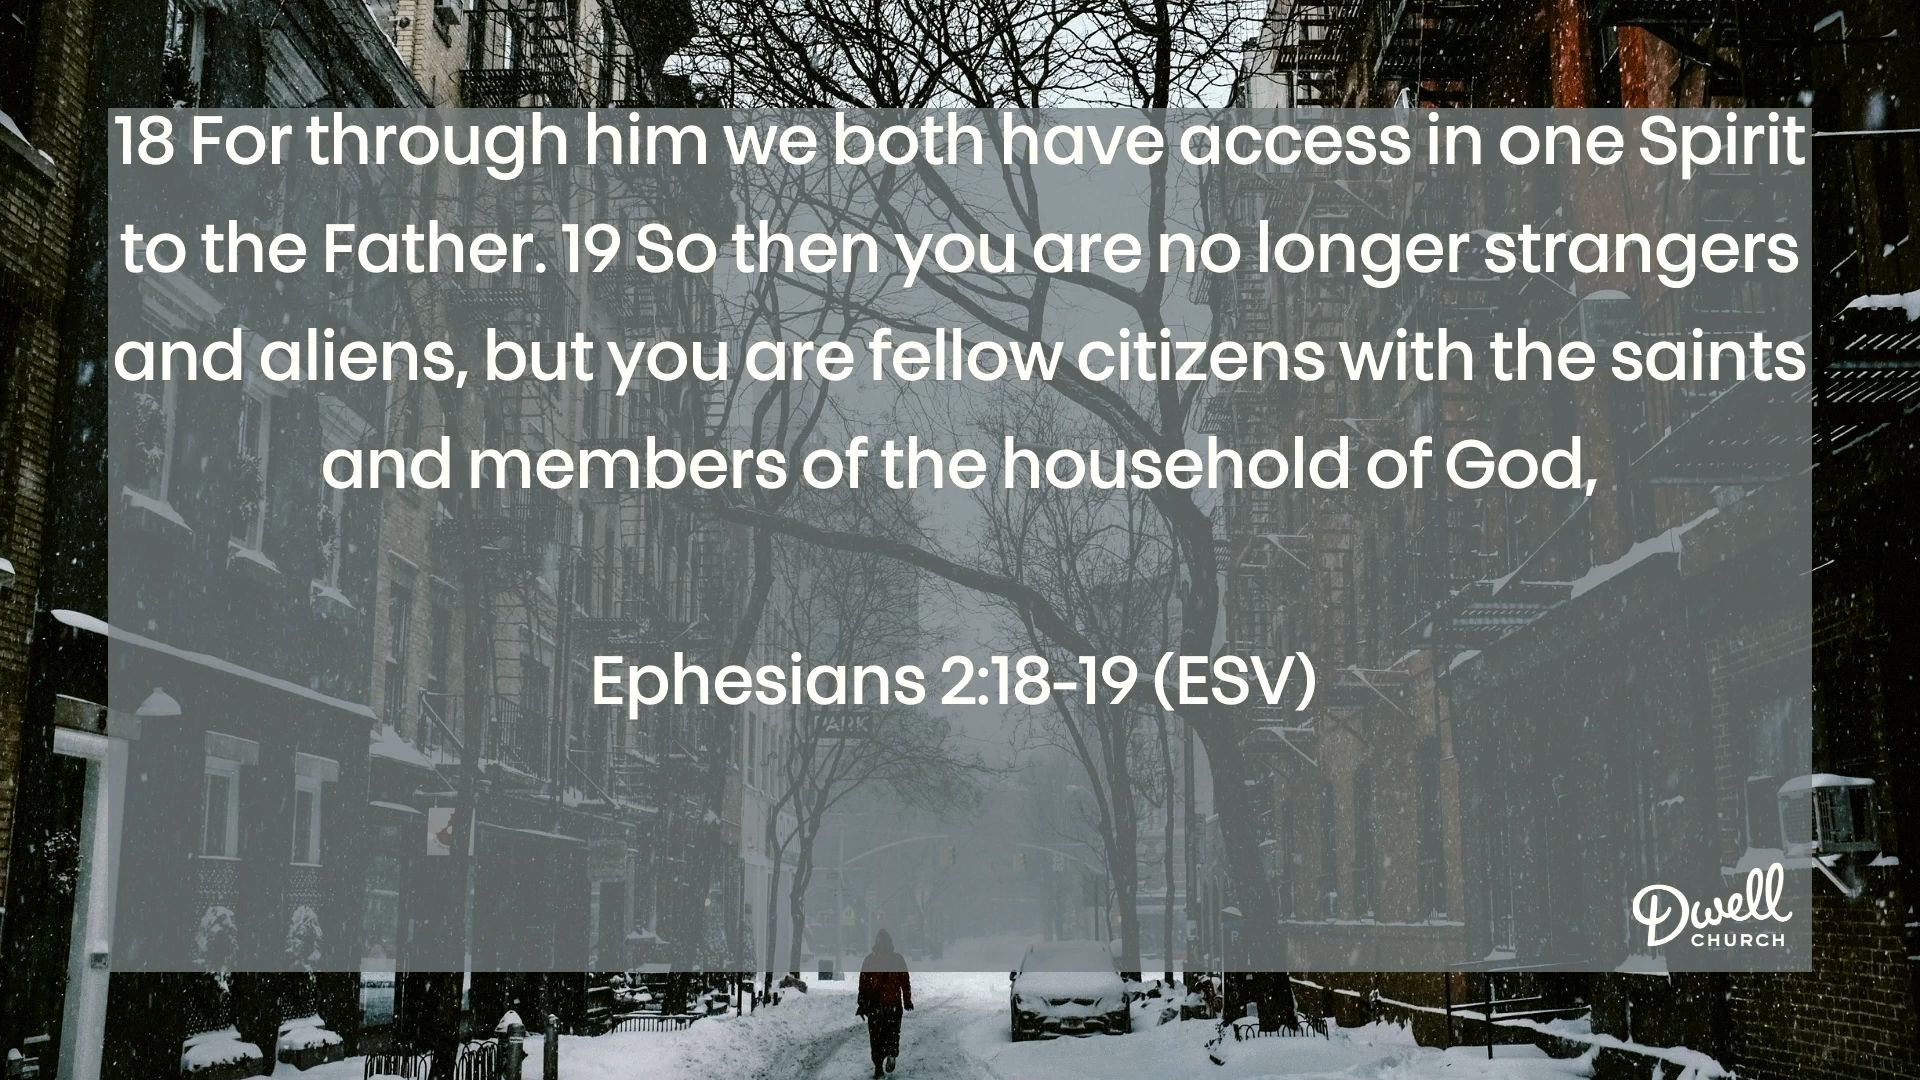 18 For through him we both have access in one Spirit
to the Father. 19 So then you are no longer strangers
and aliens, but you are fellow citizens with the saints
and members of the household of God,
Ephesians 2:18-19 (ESV)
PARK
Dwell
CHURCH